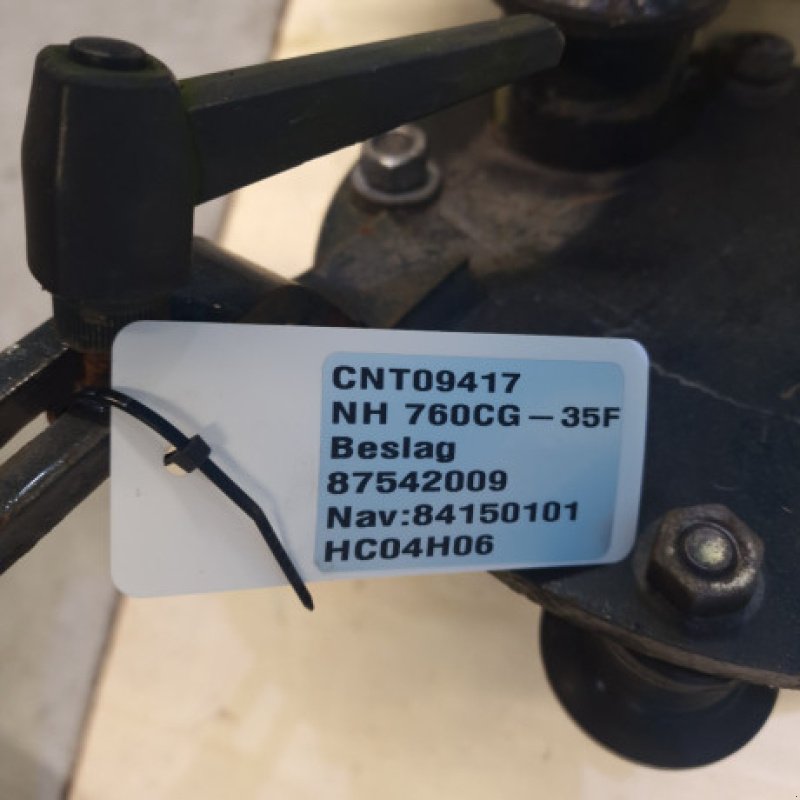 CNT09417
NH 760CG-35F
Beslag
87542009
Nav:84150101
HC04H06